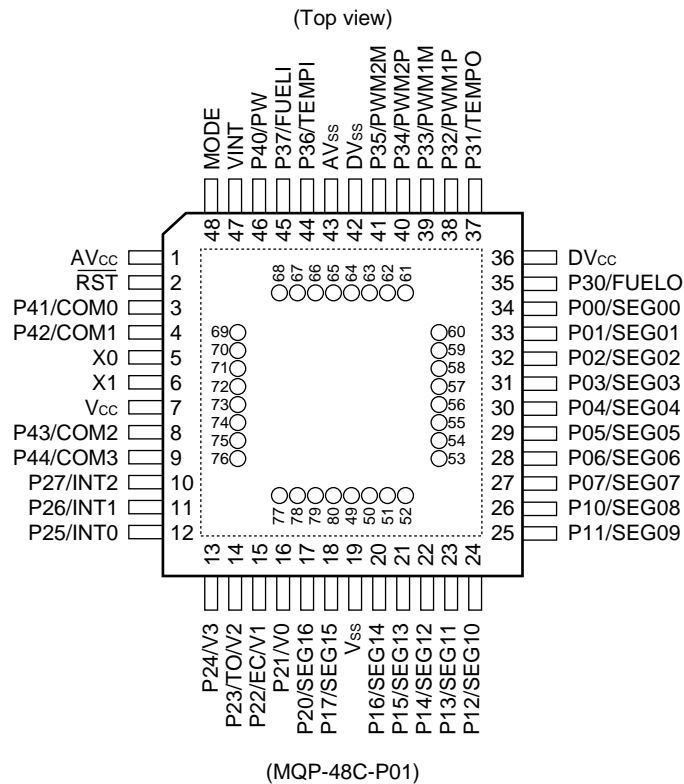 (Top view)
MODE
VINT
P40/PW
P37/FUELI
P36/TEMPI
AVss
DVss
P35/PWM2M
P34/PWM2P
P33/PWM1M
P32/PWM1P
P31/TEMPO
48 47 46 45 44 43 42 41 40 39 38 37
AVcc 1
RST 2
P41/COM0 3
P42/COM1 4
X0 5
X1 6
Vcc 7
P43/COM2 8
P44/COM3 9
P27/INT2 10
P26/INT1 11
P25/INT0 12
68 67 66 65 64 63 62 61
69
70
71
72
73
74
75
76
60
59
58
57
56
55
54
53
77 78 79 80 49 50 51 52
36 DVcc
35 P30/FUELO
34 P00/SEG00
33 P01/SEG01
32 P02/SEG02
31 P03/SEG03
30 P04/SEG04
29 P05/SEG05
28 P06/SEG06
27 P07/SEG07
26 P10/SEG08
25 P11/SEG09
13 14 15 16 17 18 19 20 21 22 23 24
P24/V3
P23/TO/V2
P22/EC/V1
P21/V0
P20/SEG16
P17/SEG15
Vss
P16/SEG14
P15/SEG13
P14/SEG12
P13/SEG11
P12/SEG10
(MQP-48C-P01)